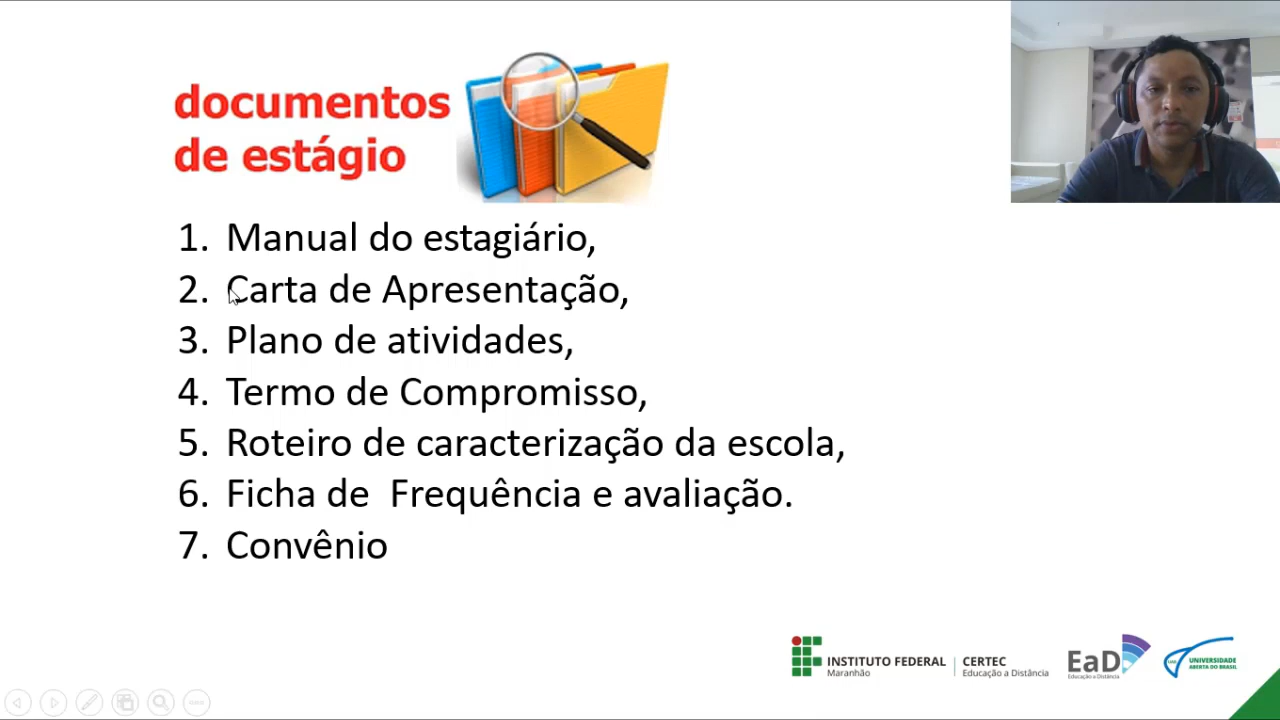 documentos
de estágio
1. Manual do estagiário,
2. Carta de Apresentação,
3. Plano de atividades,
4. Termo de Compromisso,
5. Roteiro de caracterização da escola,
6. Ficha de  Frequência e avaliação.
7. Convênio
INSTITUTO FEDERAL
Maranhão
CERTEC
Educação a Distância
EaD
Educação a Distância
UNIVERSIDADE
ABERTA DO BRASIL